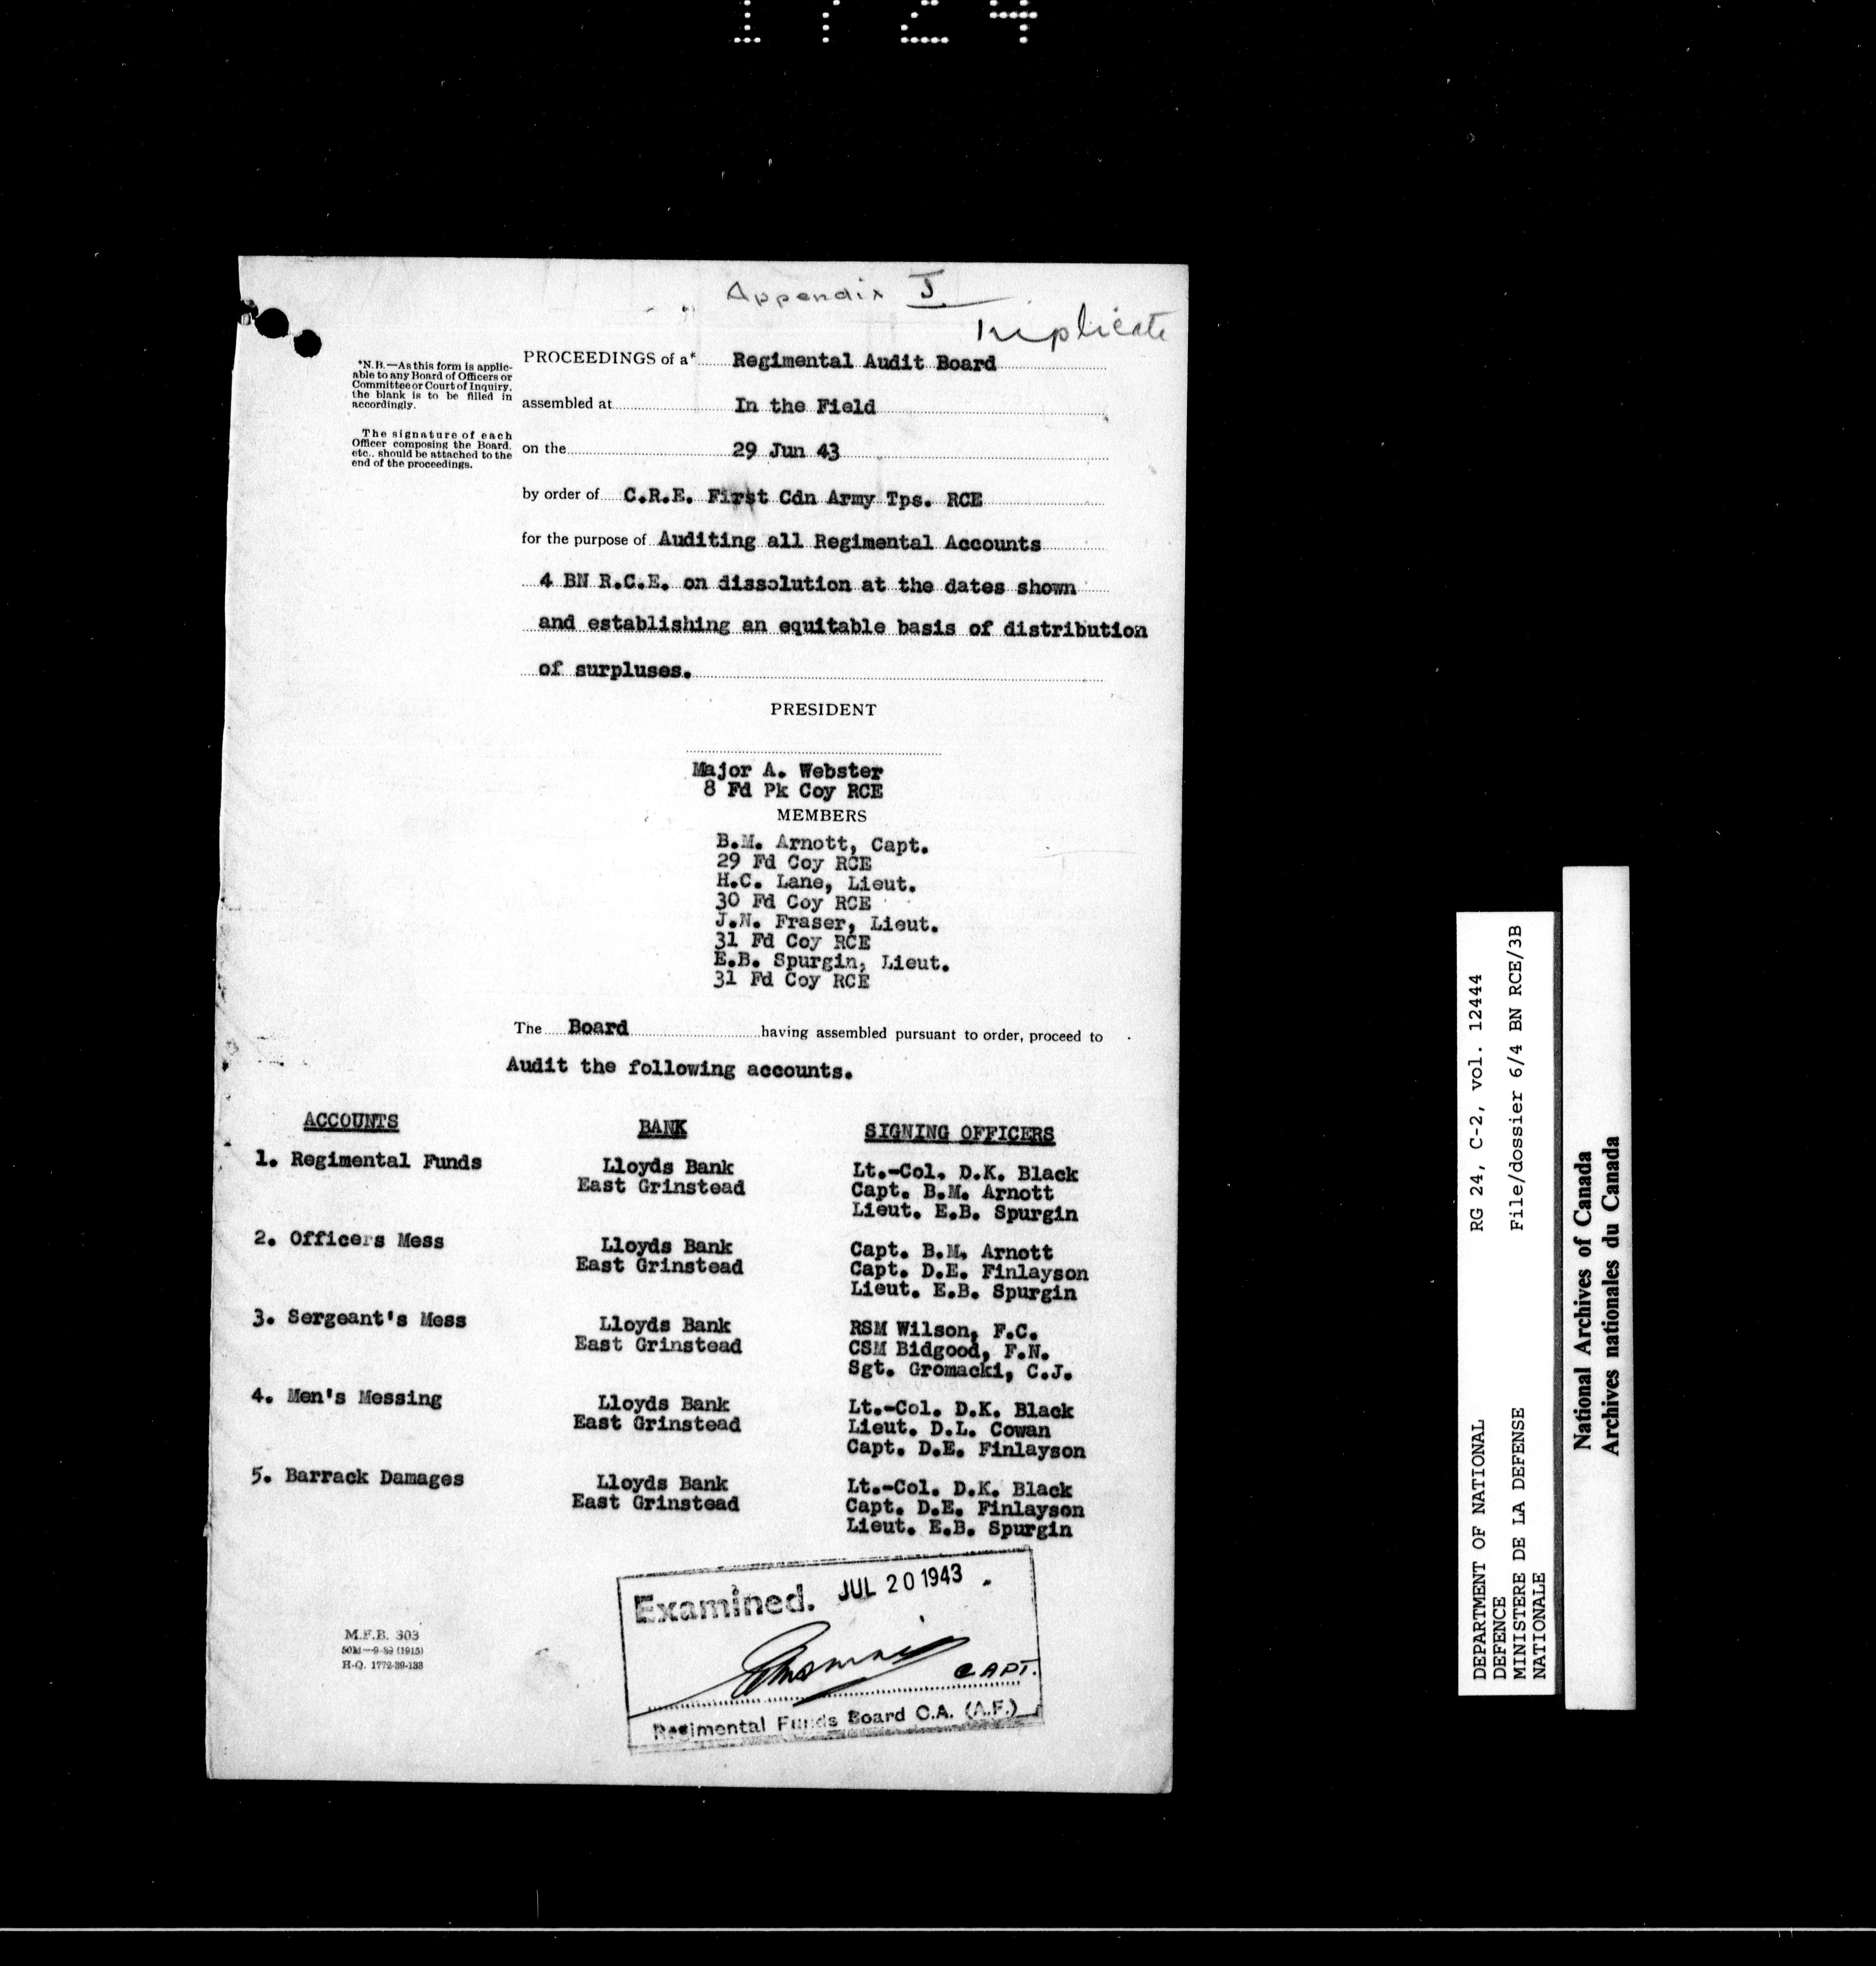 1724
Appendix J
Triplicate
*N.B.—As this form is applic-
able to any Board of Officers or
Committee or Court of Inquiry,
the blank is to be filled in
accordingly.
The signature of each
Officer composing the Board,
etc., should be attached to the
end of the proceedings.
PROCEEDINGS of a* Regimental Audit Board
assembled at In the Field
on the 29 Jun 43
by order of C.R.E. First Cdn Army Tps. RCE
for the purpose of Auditing all Regimental Accounts
4 BN R.C.E. on dissolution at the dates shown
and establishing an equitable basis of distribution
of surpluses.
PRESIDENT
Major A. Webster
8 Fd Pk Coy RCE
MEMBERS
B.M. Arnott, Capt.
29 Fd Coy RCE
H.C. Lane, Lieut.
30 Fd Coy RCE
J.N. Fraser, Lieut.
31 Fd Coy RCE
E.B. Spurgin, Lieut.
31 Fd Coy RCE
The Board having assembled pursuant to order, proceed to
Audit the following accounts.
ACCOUNTS BANK SIGNING OFFICERS
1. Regimental Funds Lloyds Bank Lt.-Col. D.K. Black
East Grinstead Capt. B.M. Arnott
Lieut. E.B. Spurgin
2. Officers Mess Lloyds Bank Capt. B.M. Arnott
East Grinstead Capt. D.E. Finlayson
Lieut. E.B. Spurgin
3. Sergeant's Mess Lloyds Bank RSM Wilson, F.C.
East Grinstead CSM Bidgood, F.N.
Sgt. Gromacki, C.J.
4. Men's Messing Lloyds Bank Lt.-Col. D.K. Black
East Grinstead Lieut. D.L. Cowan
Capt. D.E. Finlayson
5. Barrack Damages Lloyds Bank Lt.-Col. D.K. Black
East Grinstead Capt. D.E. Finlayson
Lieut. E.B. Spurgin
Examined. JUL 20 1943
CAPT.
Regimental Funds Board C.A. (A.F.)
M.F.B. 303
50M—9-39 (1915)
H-Q. 1772-39-133
DEPARTMENT OF NATIONAL RG 24, C-2, vol. 12444
DEFENCE
MINISTERE DE LA DEFENSE File/dossier 6/4 BN RCE/3B
NATIONALE
National Archives of Canada
Archives nationales du Canada